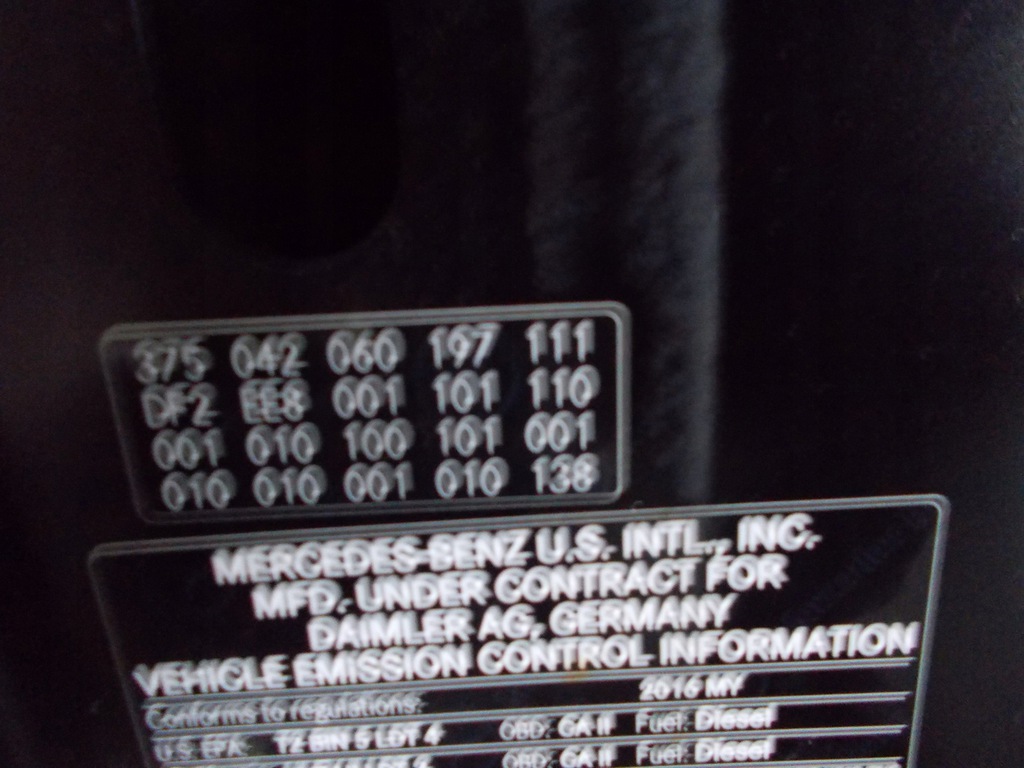 375 042 060 197 111
DF2 EE8 001 101 110
001 010 100 101 001
010 010 001 010 138
MERCEDES-BENZ U.S. INTL., INC.
MFD. UNDER CONTRACT FOR
DAIMLER AG, GERMANY
VEHICLE EMISSION CONTROL INFORMATION
Conforms to regulations: 2016 MY
U.S. EPA: T2 BIN 5 LDT 4 OBD: CA II Fuel: Diesel
OBD: CA II Fuel: Diesel